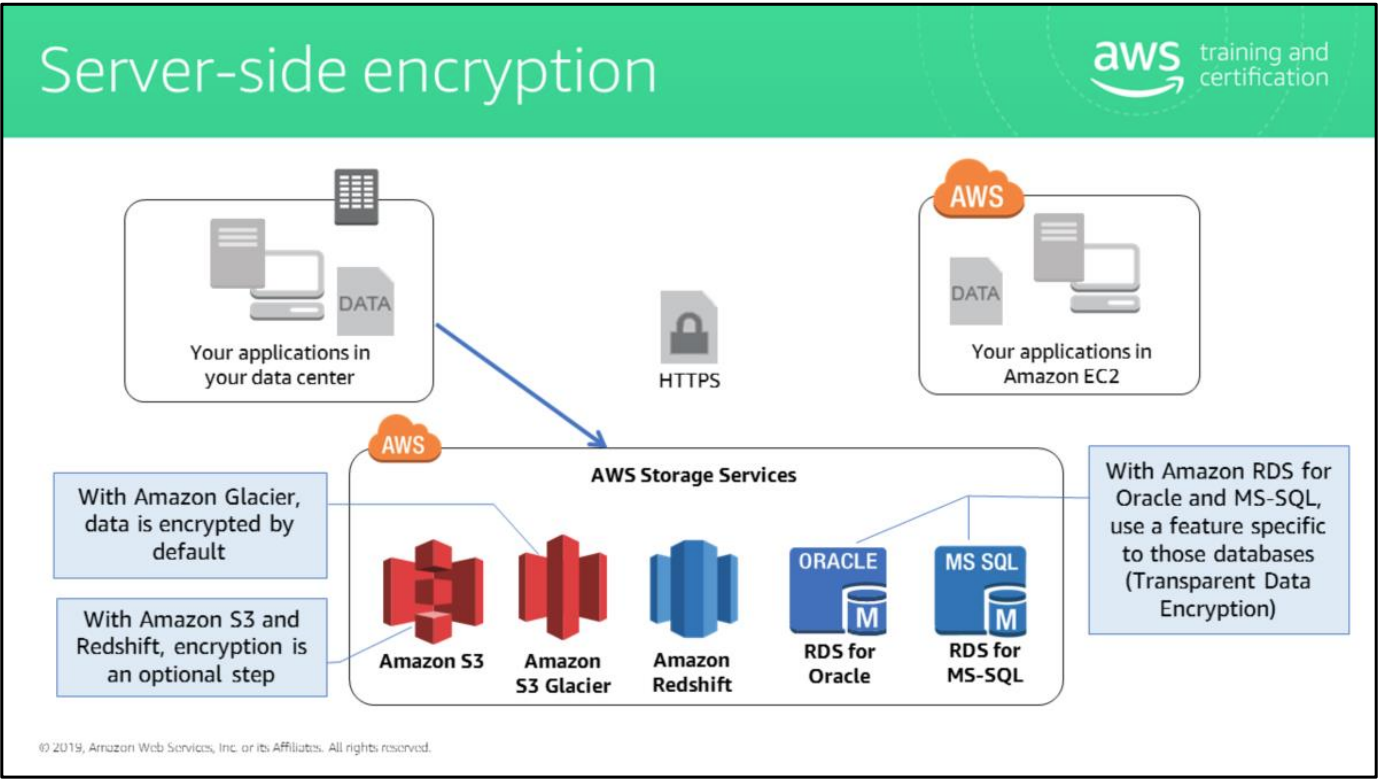 Server-side encryption
aws training and
certification
DATA
Your applications in
your data center
HTTPS
AWS
DATA
Your applications in
Amazon EC2
AWS
AWS Storage Services
With Amazon Glacier,
data is encrypted by
default
With Amazon S3 and
Redshift, encryption is
an optional step
Amazon S3
Amazon
S3 Glacier
Amazon
Redshift
ORACLE
M
RDS for
Oracle
MS SQL
M
RDS for
MS-SQL
With Amazon RDS for
Oracle and MS-SQL,
use a feature specific
to those databases
(Transparent Data
Encryption)
© 2019, Amazon Web Services, Inc. or its Affiliates. All rights reserved.